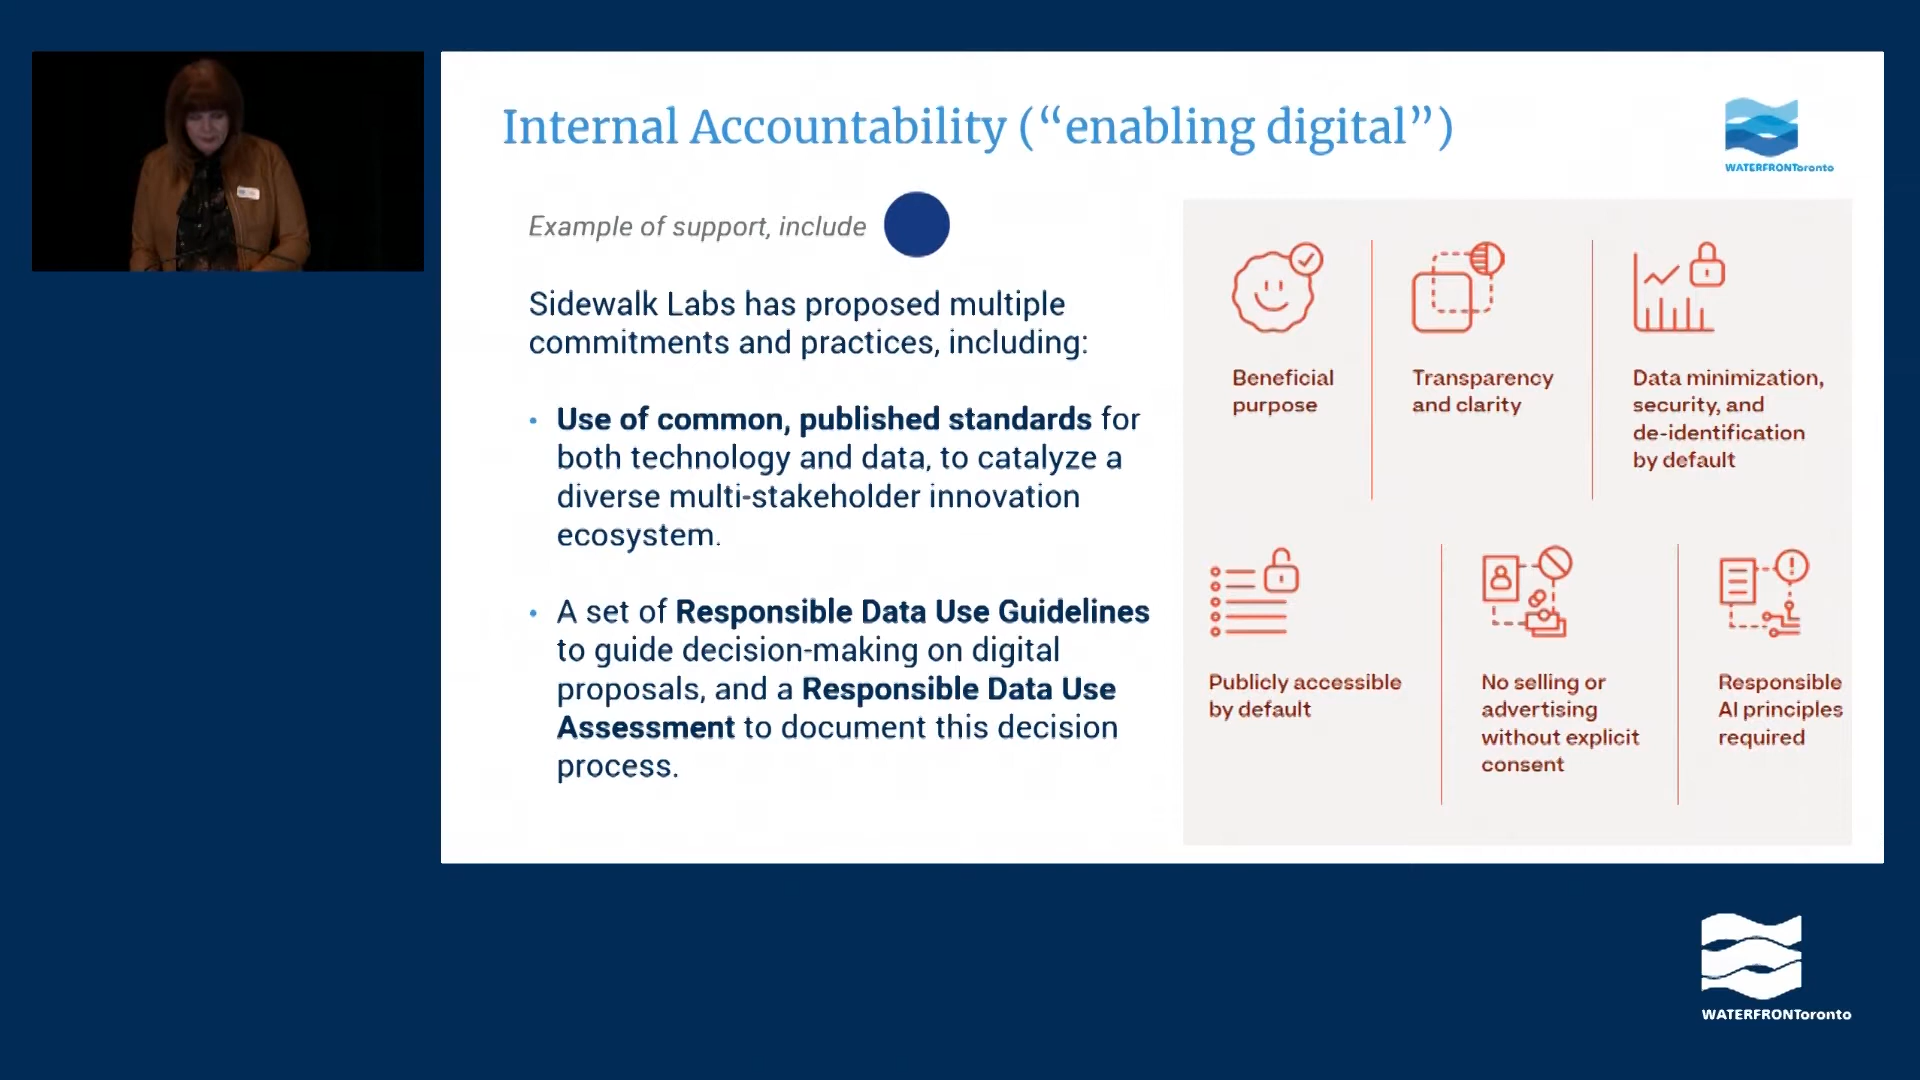 Internal Accountability (“enabling digital”)
WATERFRONToronto
Example of support, include
Sidewalk Labs has proposed multiple
commitments and practices, including:
• Use of common, published standards for
both technology and data, to catalyze a
diverse multi-stakeholder innovation
ecosystem.
• A set of Responsible Data Use Guidelines
to guide decision-making on digital
proposals, and a Responsible Data Use
Assessment to document this decision
process.
Beneficial
purpose
Transparency
and clarity
Data minimization,
security, and
de-identification
by default
Publicly accessible
by default
No selling or
advertising
without explicit
consent
Responsible
AI principles
required
WATERFRONToronto